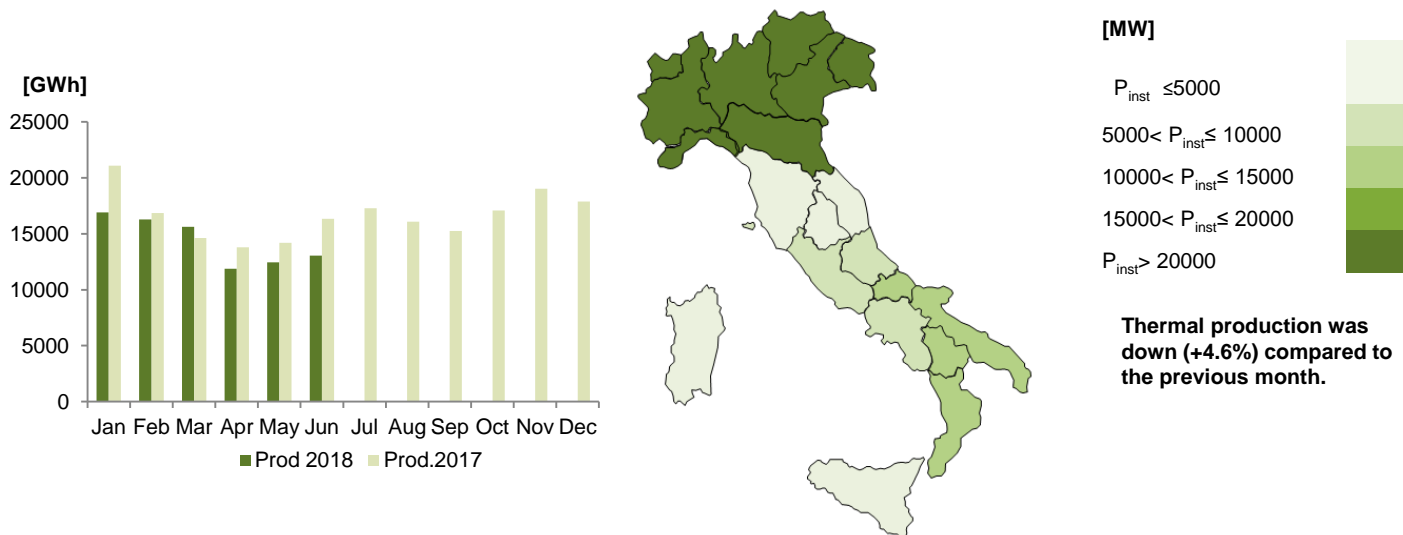 [GWh]
25000
20000
15000
10000
5000
0
Jan Feb Mar Apr May Jun Jul Aug Sep Oct Nov Dec
Prod 2018 Prod.2017
[MW]
Pinst ≤5000
5000< Pinst≤ 10000
10000< Pinst≤ 15000
15000< Pinst≤ 20000
Pinst> 20000
Thermal production was
down (+4.6%) compared to
the previous month.